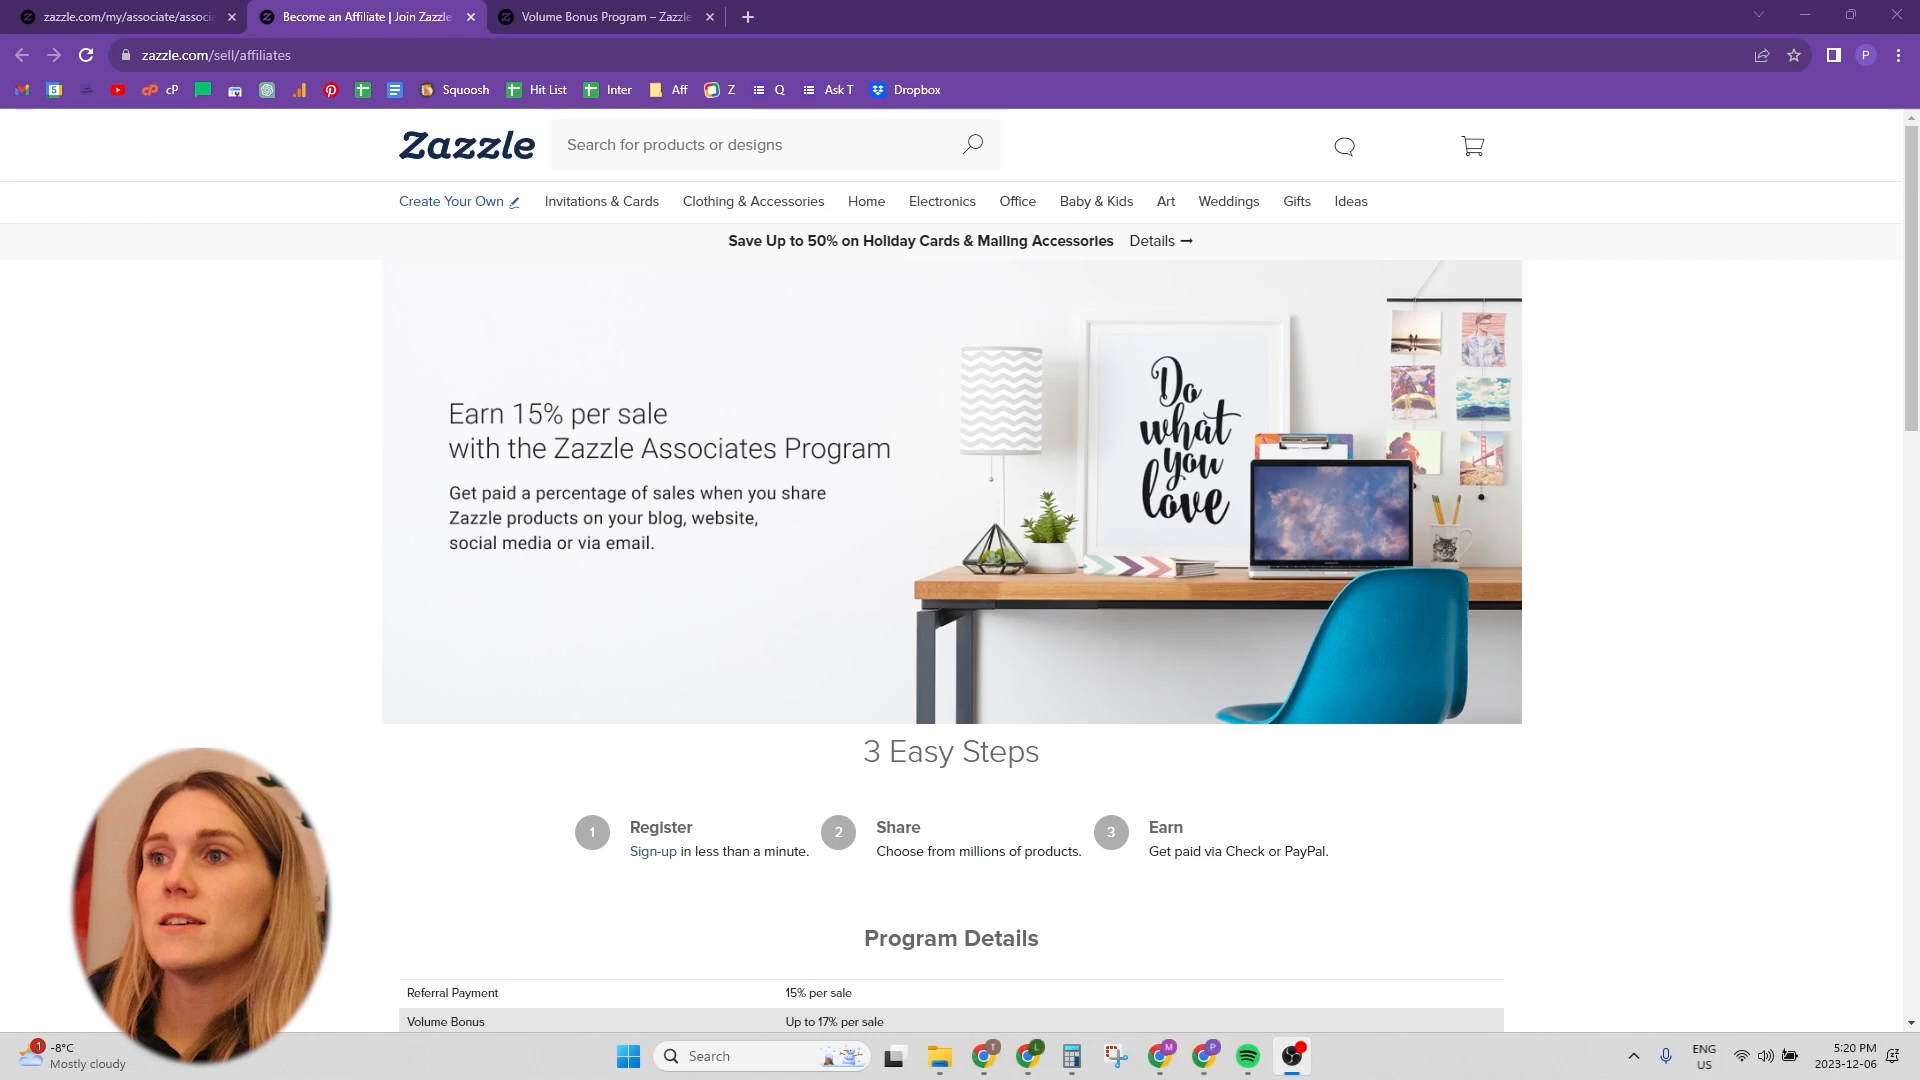 zazzle.com/my/associate/associa
Become an Affiliate | Join Zazzle'
Volume Bonus Program – Zazzle
zazzle.com/sell/affiliates
P
5
cP
Squoosh
Hit List
Inter
Aff
Z
Q
Ask T
Dropbox
Zazzle
Search for products or designs
Create Your Own
Invitations & Cards
Clothing & Accessories
Home
Electronics
Office
Baby & Kids
Art
Weddings
Gifts
Ideas
Save Up to 50% on Holiday Cards & Mailing Accessories Details →
Earn 15% per sale
with the Zazzle Associates Program
Get paid a percentage of sales when you share
Zazzle products on your blog, website,
social media or via email.
Do
what
you
love
3 Easy Steps
1
Register
Sign-up in less than a minute.
2
Share
Choose from millions of products.
3
Earn
Get paid via Check or PayPal.
Program Details
Referral Payment 15% per sale
Volume Bonus Up to 17% per sale
1
-8°C
Mostly cloudy
Search
T
L
M
P
ENG
US
5:20 PM
2023-12-06